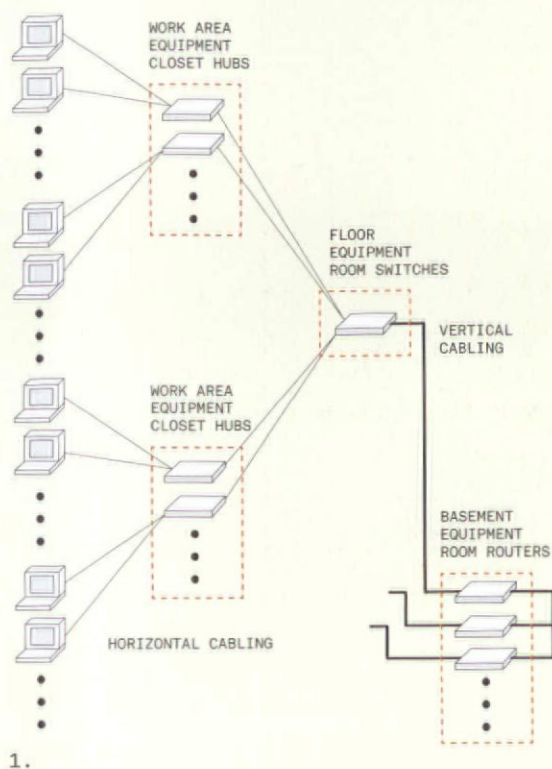 WORK AREA
EQUIPMENT
CLOSET HUBS
FLOOR
EQUIPMENT
ROOM SWITCHES
VERTICAL
CABLING
WORK AREA
EQUIPMENT
CLOSET HUBS
BASEMENT
EQUIPMENT
ROOM ROUTERS
HORIZONTAL CABLING
1.